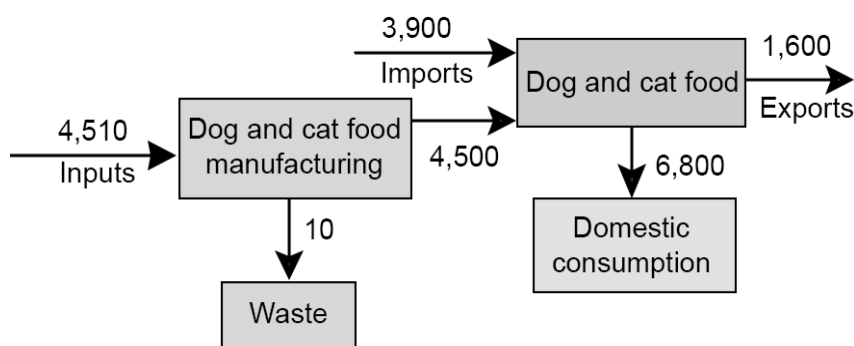 3,900
Imports
Dog and cat food
1,600
Exports
4,510
Inputs
Dog and cat food
manufacturing
4,500
6,800
10
Domestic
consumption
Waste